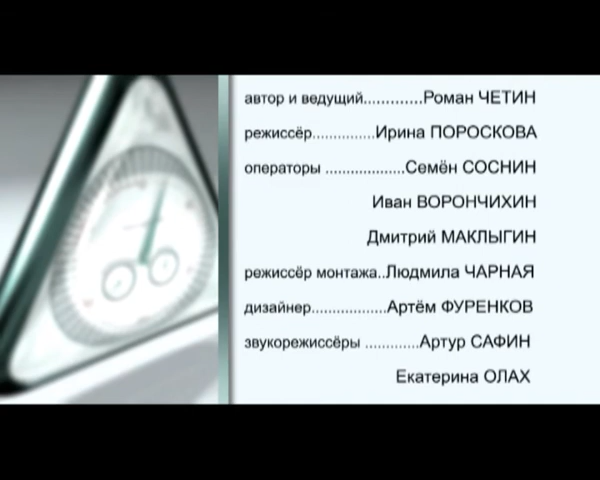 автор и ведущий.............Роман ЧЕТИН
режиссёр...............Ирина ПОРОСКОВА
операторы ...................Семён СОСНИН
Иван ВОРОНЧИХИН
Дмитрий МАКЛЫГИН
режиссёр монтажа..Людмила ЧАРНАЯ
дизайнер..................Артём ФУРЕНКОВ
звукорежиссёры .............Артур САФИН
Екатерина ОЛАХ